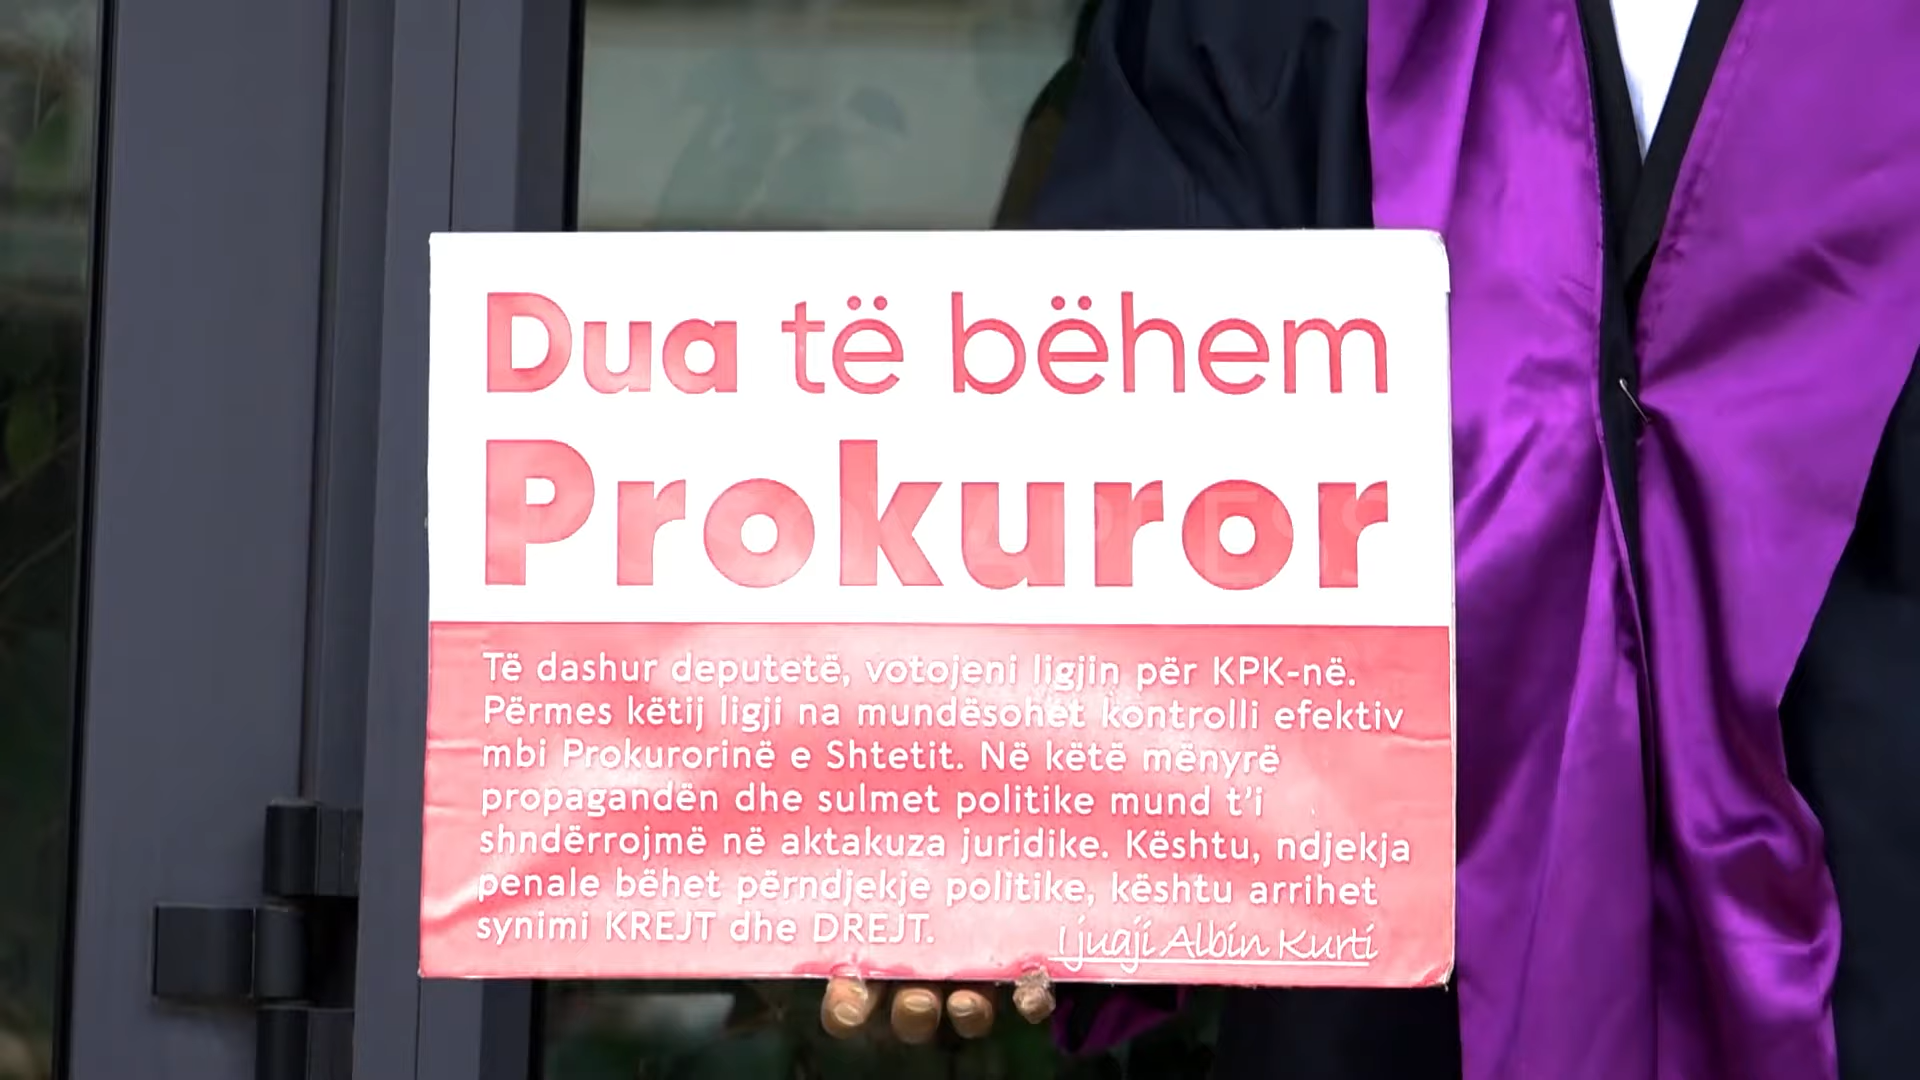 Dua të bëhem
Prokuror
Të dashur deputetë, votojeni ligjin për KPK-në.
Përmes këtij ligji na mundësohet kontrolli efektiv
mbi Prokurorinë e Shtetit. Në këtë mënyrë
propagandën dhe sulmet politike mund t'i
shndërrojmë në aktakuza juridike. Kështu, ndjekja
penale bëhet përndjekje politike, kështu arrihet
synimi KREJT dhe DREJT.
Ijuaji Albin Kurti